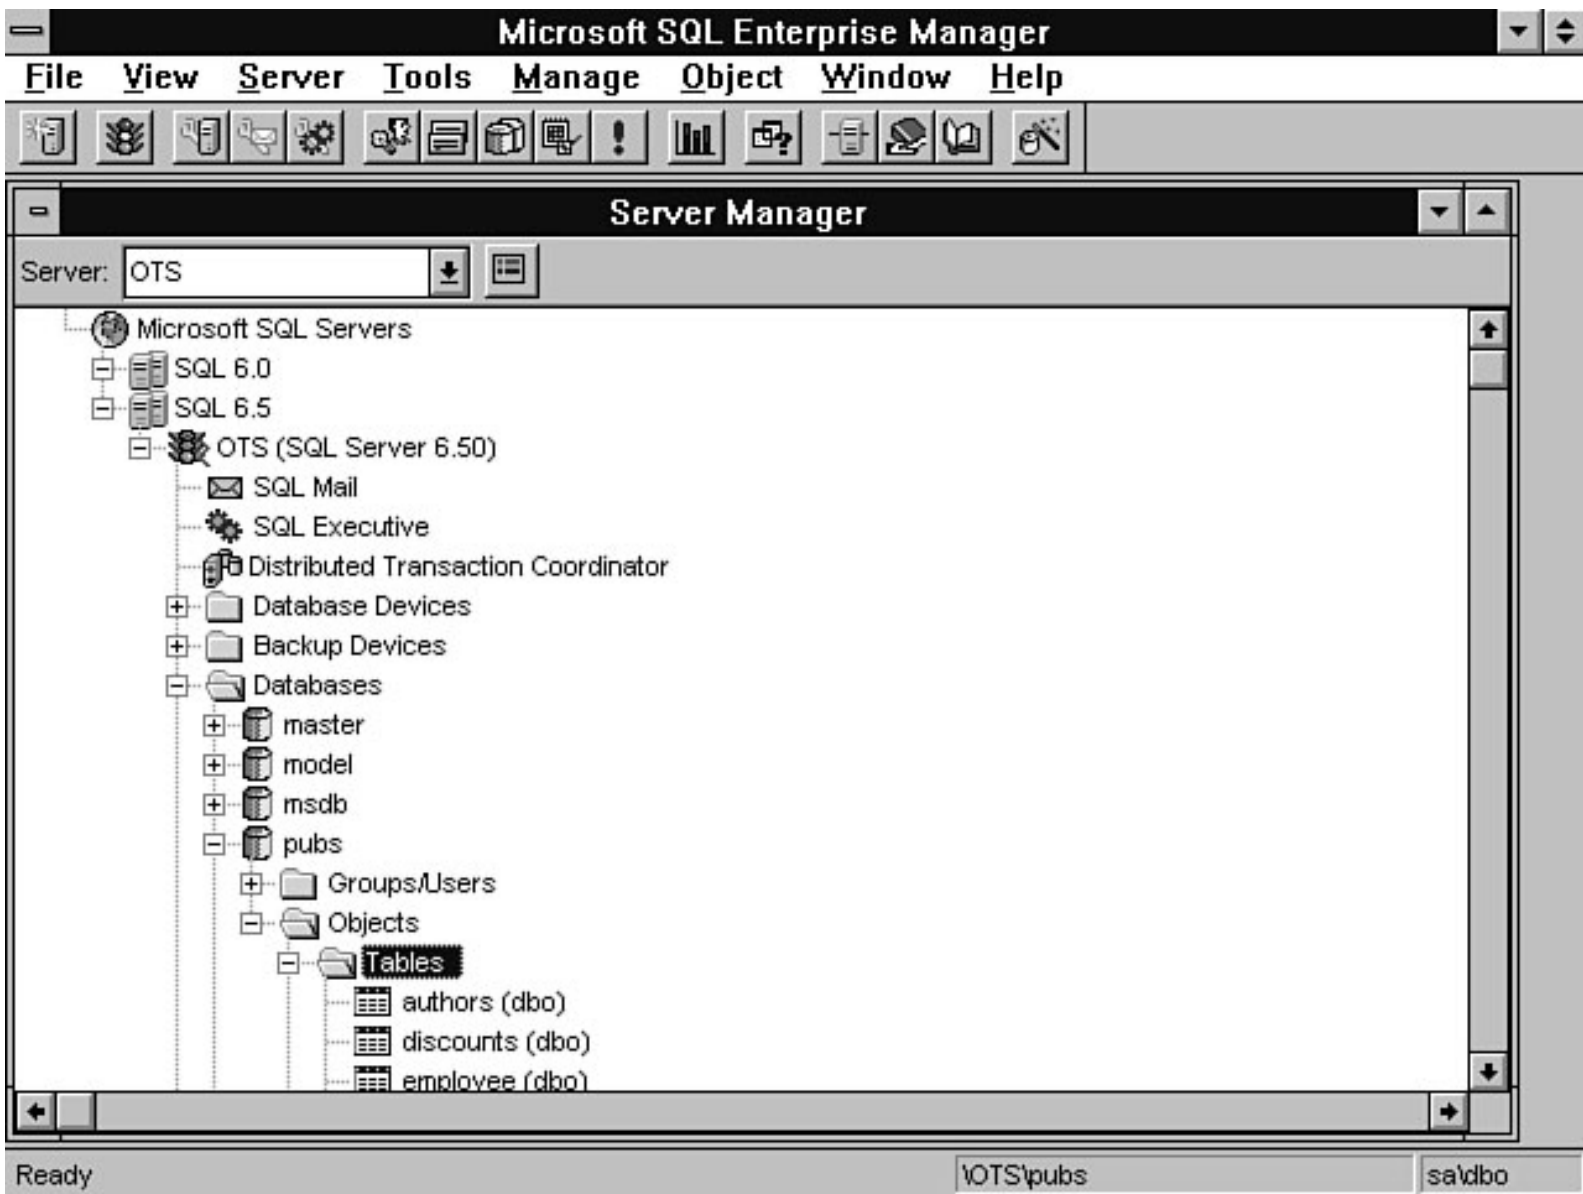 Microsoft SQL Enterprise Manager
File View Server Tools Manage Object Window Help
Server Manager
Server: OTS
Microsoft SQL Servers
SQL 6.0
SQL 6.5
OTS (SQL Server 6.50)
SQL Mail
SQL Executive
Distributed Transaction Coordinator
Database Devices
Backup Devices
Databases
master
model
msdb
pubs
Groups/Users
Objects
Tables
authors (dbo)
discounts (dbo)
employee (dbo)
Ready \OTS\pubs sa\dbo